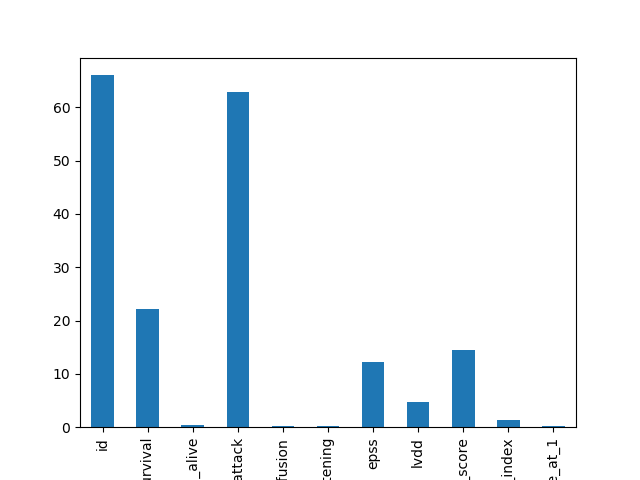 60
50
40
30
20
10
0
id
urvival
_alive
attack
fusion
tening
epss
lvdd
_score
_index
e_at_1